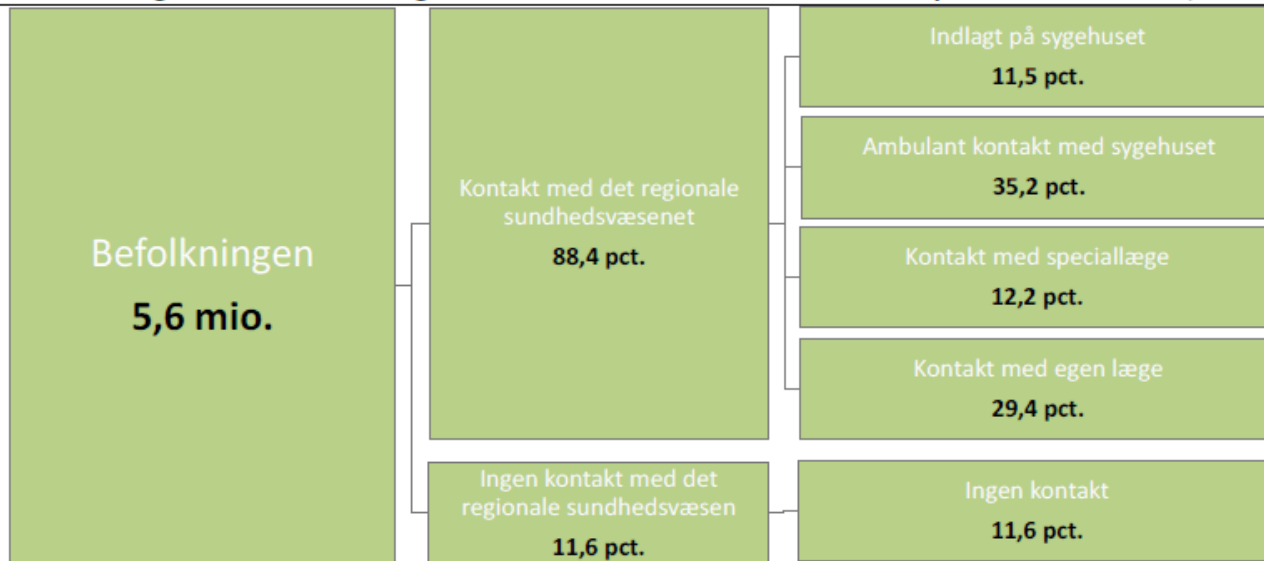 Befolkningen
5,6 mio.
Kontakt med det regionale
sundhedsvæsenet
88,4 pct.
Ingen kontakt med det
regionale sundhedsvæsen
11,6 pct.
Indlagt på sygehuset
11,5 pct.
Ambulant kontakt med sygehuset
35,2 pct.
Kontakt med speciallæge
12,2 pct.
Kontakt med egen læge
29,4 pct.
Ingen kontakt
11,6 pct.